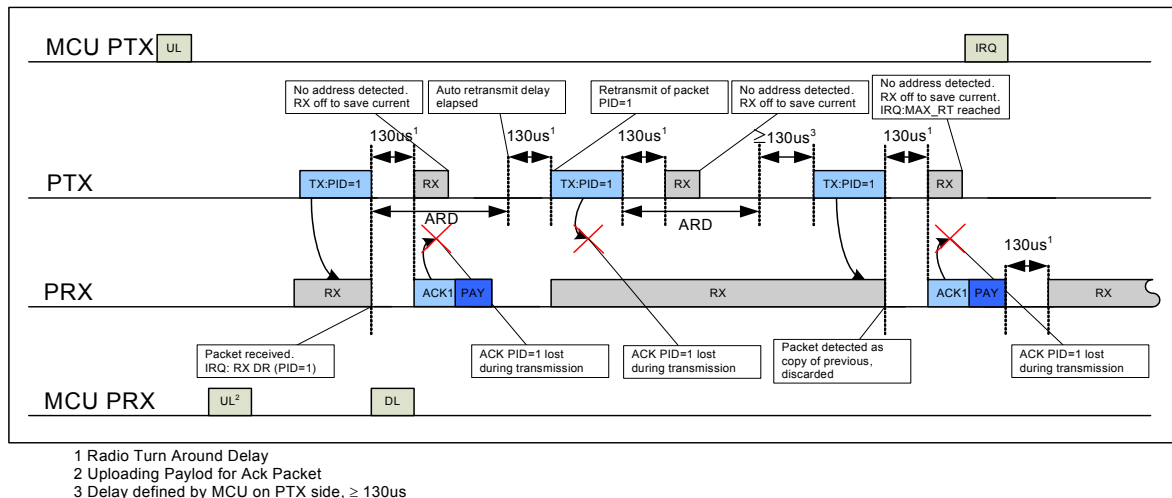 MCU PTX
UL
IRQ
No address detected.
RX off to save current
Auto retransmit delay
elapsed
Retransmit of packet
PID=1
No address detected.
RX off to save current
No address detected.
RX off to save current.
IRQ:MAX_RT reached
130us1
130us1
130us1
≥130us3
130us1
PTX
TX:PID=1
RX
TX:PID=1
RX
TX:PID=1
RX
ARD
ARD
130us1
PRX
RX
ACK1
PAY
RX
ACK1
PAY
RX
Packet received.
IRQ: RX DR (PID=1)
ACK PID=1 lost
during transmission
ACK PID=1 lost
during transmission
Packet detected as
copy of previous,
discarded
ACK PID=1 lost
during transmission
MCU PRX
UL2
DL
1 Radio Turn Around Delay
2 Uploading Paylod for Ack Packet
3 Delay defined by MCU on PTX side, ≥ 130us